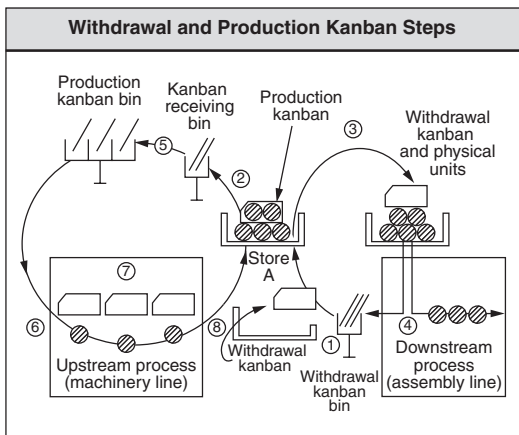 Withdrawal and Production Kanban Steps
Production
kanban bin
Kanban
receiving
bin
Production
kanban
Withdrawal
kanban
and physical
units
③
⑤
②
Store
A
⑦
⑥
⑧
Upstream process
(machinery line)
Withdrawal
kanban
①
Withdrawal
kanban
bin
④
Downstream
process
(assembly line)